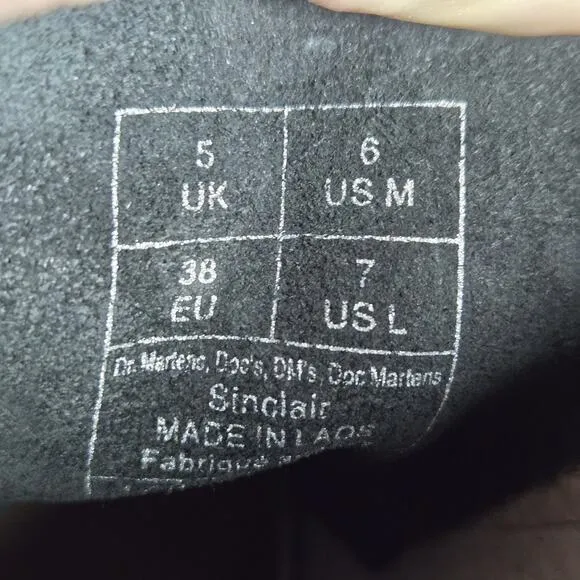 5 6
UK US M
38 7
EU US L
Dr. Martens, Doc's, DM's, Doc Martens
Sinclair
MADE IN LAOS